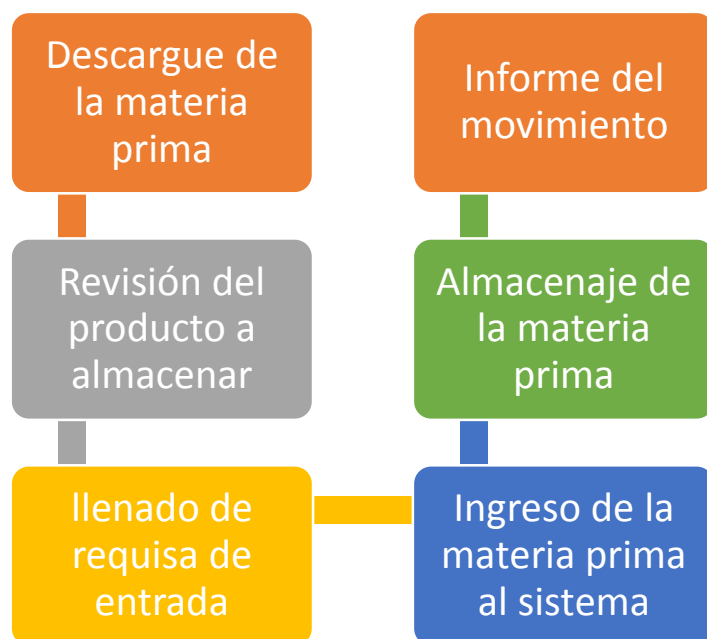 Descargue de
la materia
prima
Revisión del
producto a
almacenar
llenado de
requisa de
entrada
Ingreso de la
materia prima
al sistema
Almacenaje de
la materia
prima
Informe del
movimiento